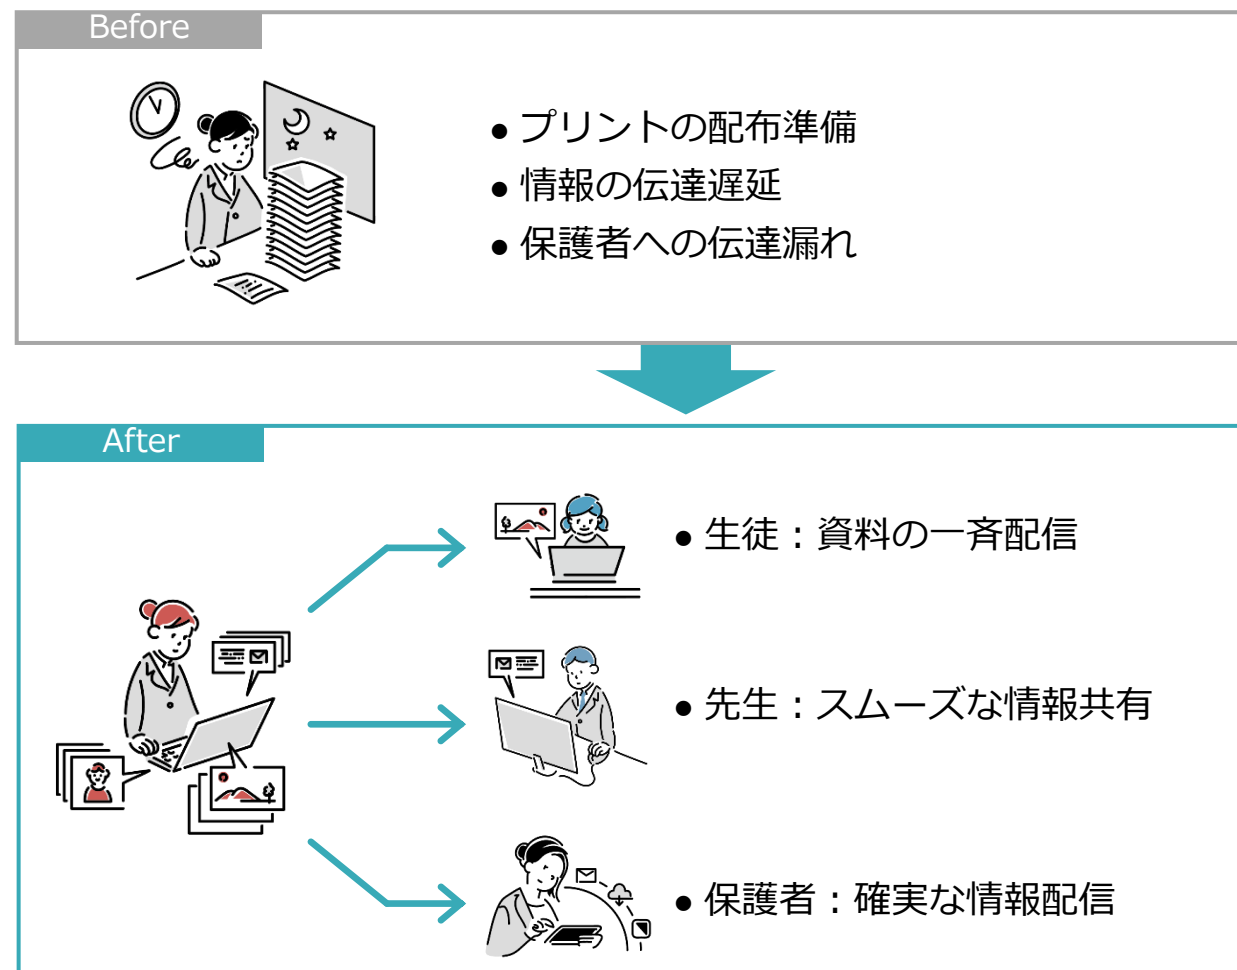 Before
● プリントの配布準備
● 情報の伝達遅延
● 保護者への伝達漏れ
After
● 生徒：資料の一斉配信
● 先生：スムーズな情報共有
● 保護者：確実な情報配信